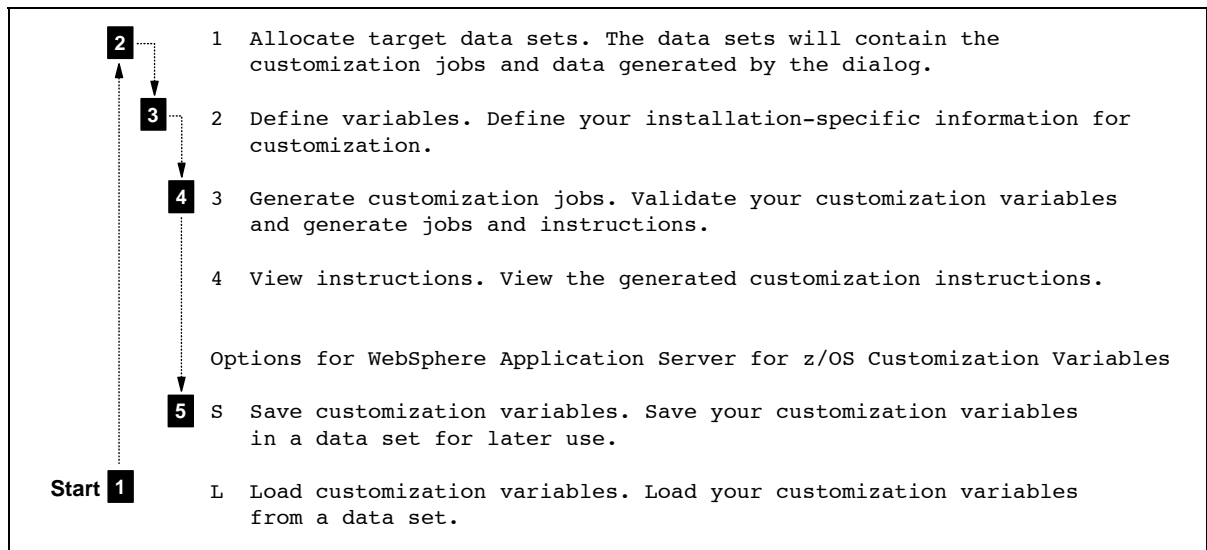 2 1 Allocate target data sets. The data sets will contain the
customization jobs and data generated by the dialog.
3 2 Define variables. Define your installation-specific information for
customization.
4 3 Generate customization jobs. Validate your customization variables
and generate jobs and instructions.
4 View instructions. View the generated customization instructions.
Options for WebSphere Application Server for z/OS Customization Variables
5 S Save customization variables. Save your customization variables
in a data set for later use.
Start 1 L Load customization variables. Load your customization variables
from a data set.